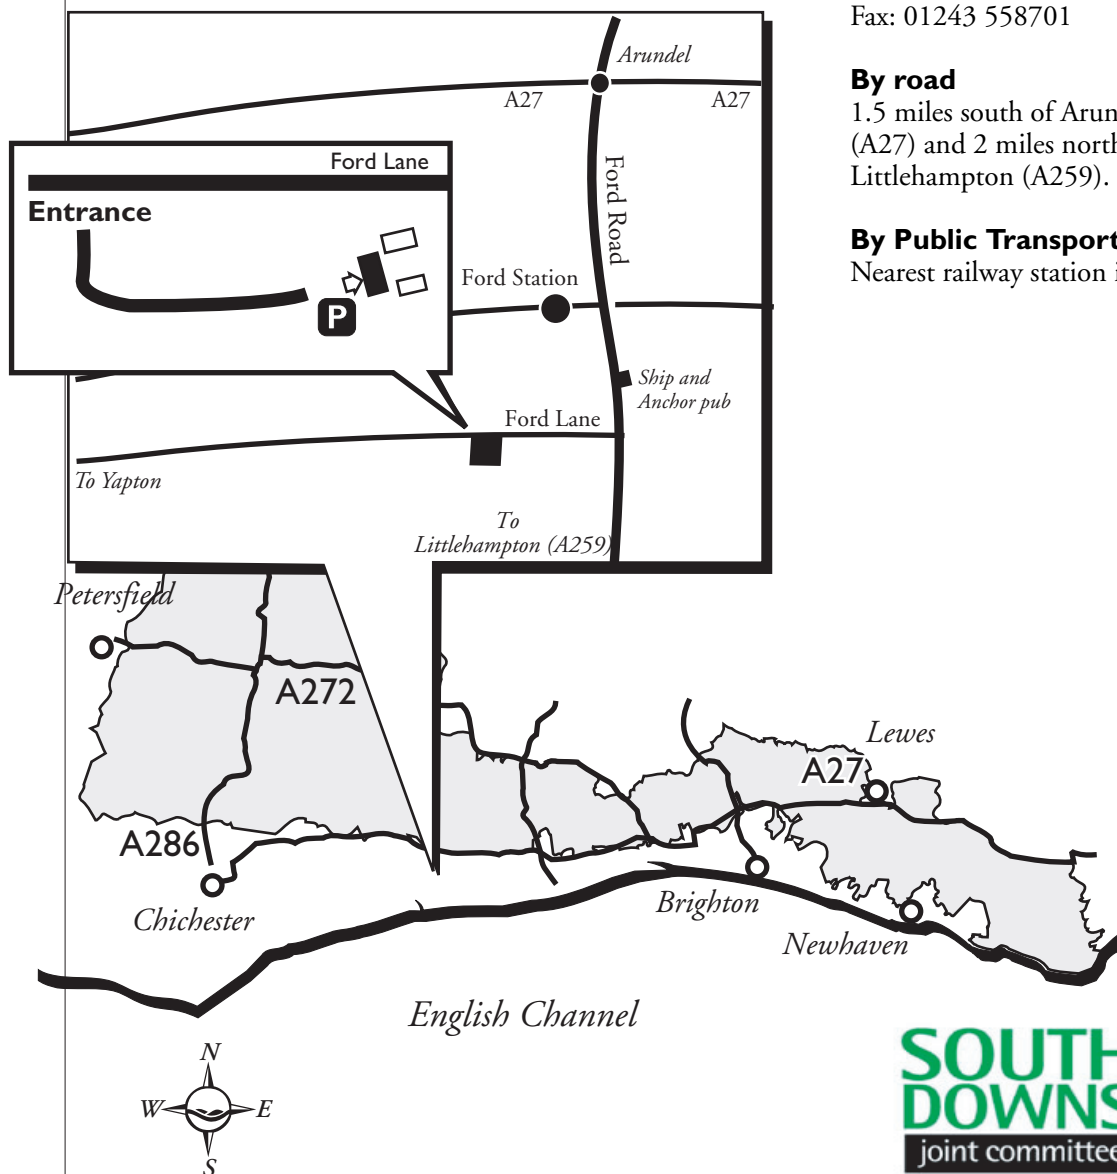 Fax: 01243 558701
By road
1.5 miles south of Arun
(A27) and 2 miles north
Littlehampton (A259).
By Public Transport
Nearest railway station i
Arundel
A27
A27
Ford Lane
Entrance
Ford Road
Ford Station
P
Ship and
Anchor pub
Ford Lane
To Yapton
To
Littlehampton (A259)
Petersfield
A272
Lewes
A27
A286
Chichester
Brighton
Newhaven
English Channel
N
W
E
S
SOUTH
DOWNS
joint committee